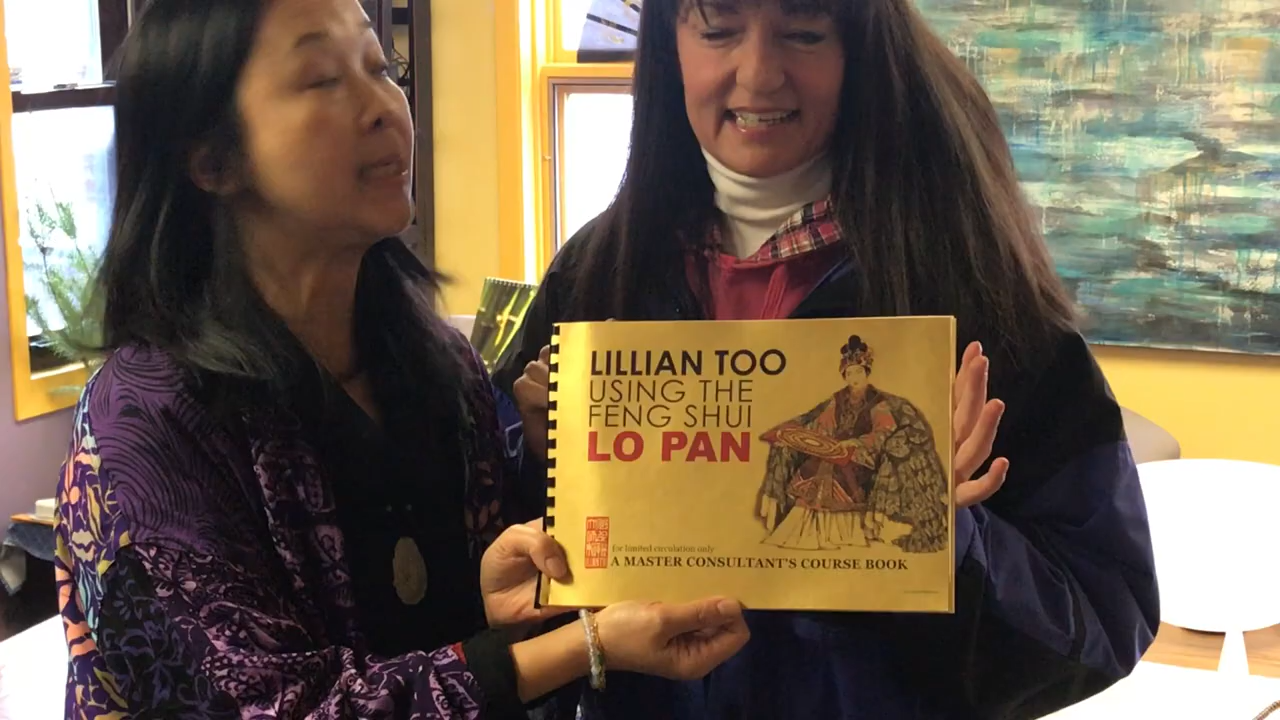 LILLIAN TOO
USING THE
FENG SHUI
LO PAN
for limited circulation only
A MASTER CONSULTANT'S COURSE BOOK